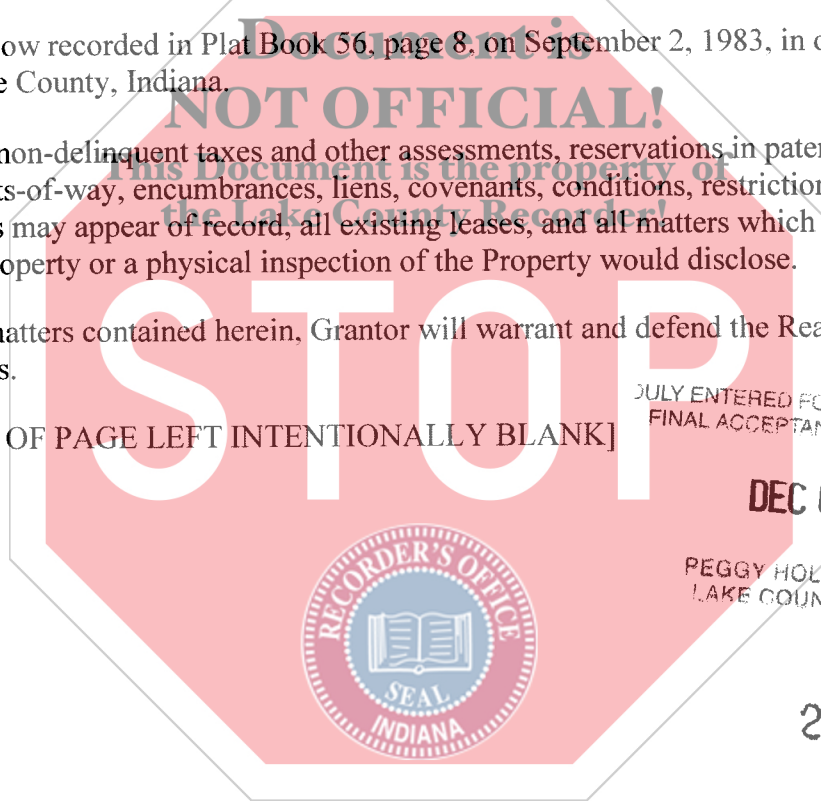 Document is
ow recorded in Plat Book 56, page 8, on September 2, 1983, in
e County, Indiana.
NOT OFFICIAL!
non-delinquent taxes and other assessments, reservations in paten
This Document is the property of
ts-of-way, encumbrances, liens, covenants, conditions, restriction
the Lake County Recorder!
s may appear of record, all existing leases, and all matters which
operty or a physical inspection of the Property would disclose.
STOP
natters contained herein, Grantor will warrant and defend the Rea
s.
DULY ENTERED FO
FINAL ACCEPTAN
OF PAGE LEFT INTENTIONALLY BLANK]
DEC
PEGGY HOL
LAKE COUN
RECORDER'S OFFICE
SEAL
INDIANA
2